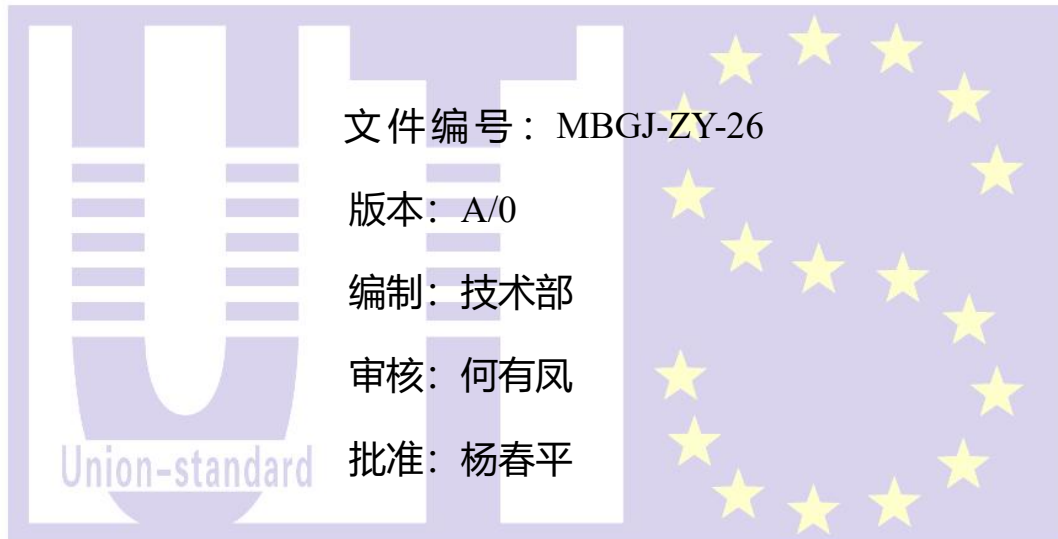 文件编号：MBGJ-ZY-26
版本：A/0
编制：技术部
审核：何有凤
批准：杨春平
Union-standard